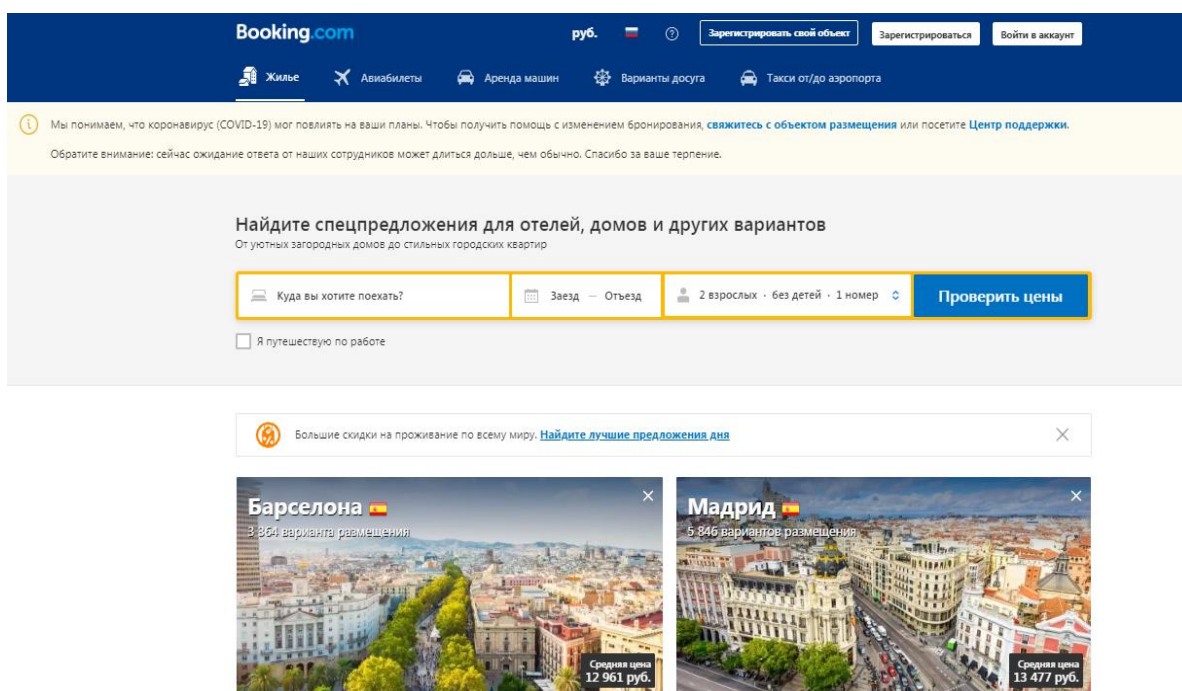 Booking.com
руб.
Зарегистрировать свой объект
Зарегистрироваться
Войти в аккаунт
Жилье
Авиабилеты
Аренда машин
Варианты досуга
Такси от/до аэропорта
Мы понимаем, что коронавирус (COVID-19) мог повлиять на ваши планы. Чтобы получить помощь с изменением бронирования, свяжитесь с объектом размещения или посетите Центр поддержки.
Обратите внимание: сейчас ожидание ответа от наших сотрудников может длиться дольше, чем обычно. Спасибо за ваше терпение.
Найдите спецпредложения для отелей, домов и других вариантов
От уютных загородных домов до стильных городских квартир
Куда вы хотите поехать?
Заезд — Отъезд
2 взрослых · без детей · 1 номер
Проверить цены
Я путешествую по работе
Большие скидки на проживание по всему миру. Найдите лучшие предложения дня
Барселона
3 364 варианта размещения
Средняя цена
12 961 руб.
Мадрид
5 846 вариантов размещения
Средняя цена
13 477 руб.